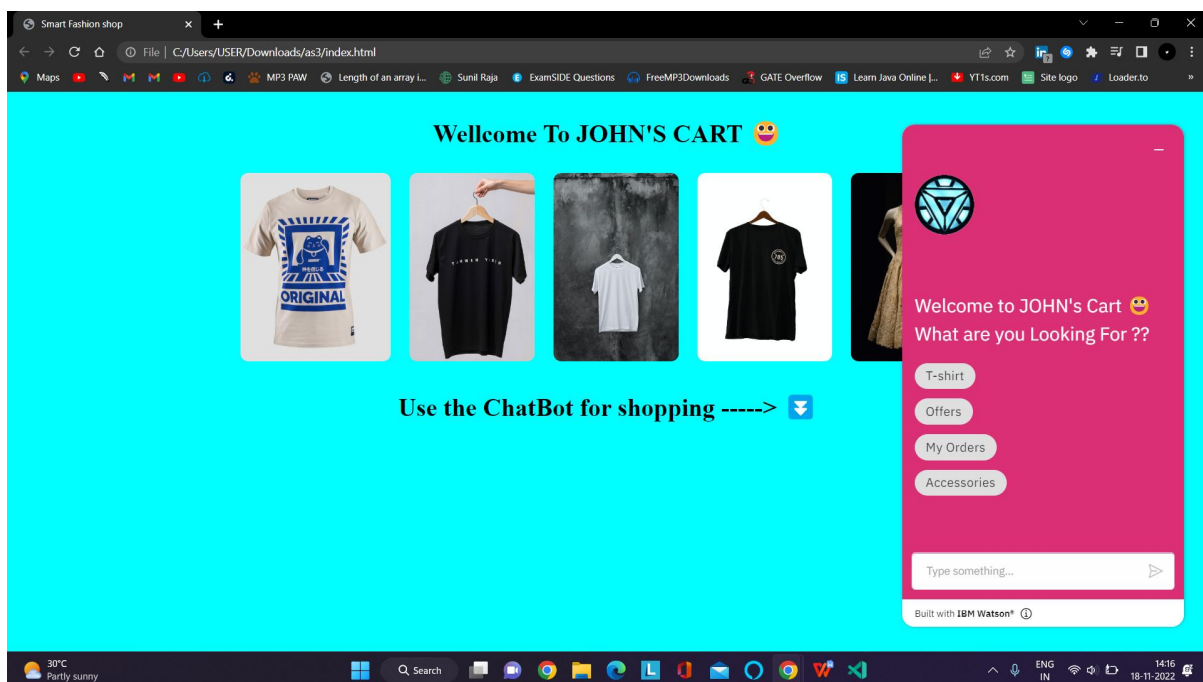 Smart Fashion shop
File | C:/Users/USER/Downloads/as3/index.html
Maps MP3 PAW Length of an array i... Sunil Raja ExamSIDE Questions FreeMP3Downloads GATE Overflow Learn Java Online |... YT1s.com Site logo Loader.to »
Wellcome To JOHN'S CART 😀
ORIGINAL
SUMMER VIBES
785
Use the ChatBot for shopping -----> ⏬
Welcome to JOHN's Cart 😀
What are you Looking For ??
T-shirt
Offers
My Orders
Accessories
Type something...
Built with IBM Watson®
30°C
Partly sunny
Search
ENG
IN
14:16
18-11-2022